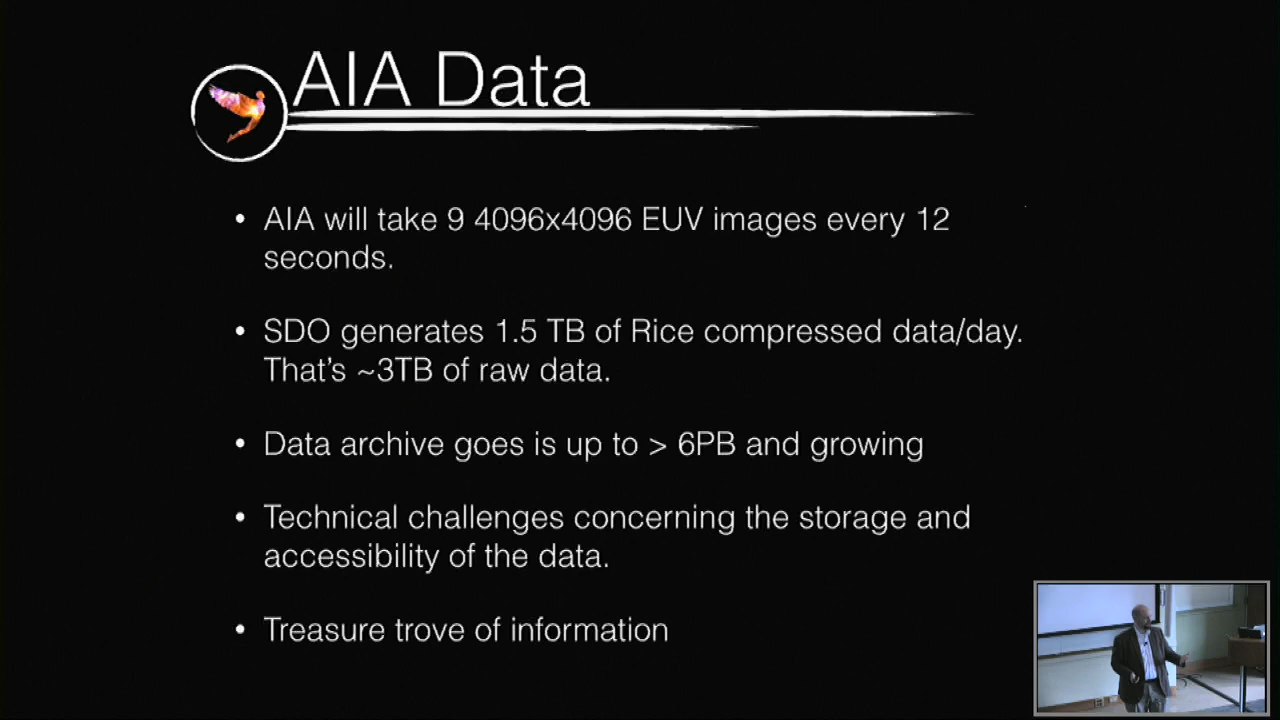 AIA Data
• AIA will take 9 4096x4096 EUV images every 12
seconds.
• SDO generates 1.5 TB of Rice compressed data/day.
That’s ~3TB of raw data.
• Data archive goes is up to > 6PB and growing
• Technical challenges concerning the storage and
accessibility of the data.
• Treasure trove of information